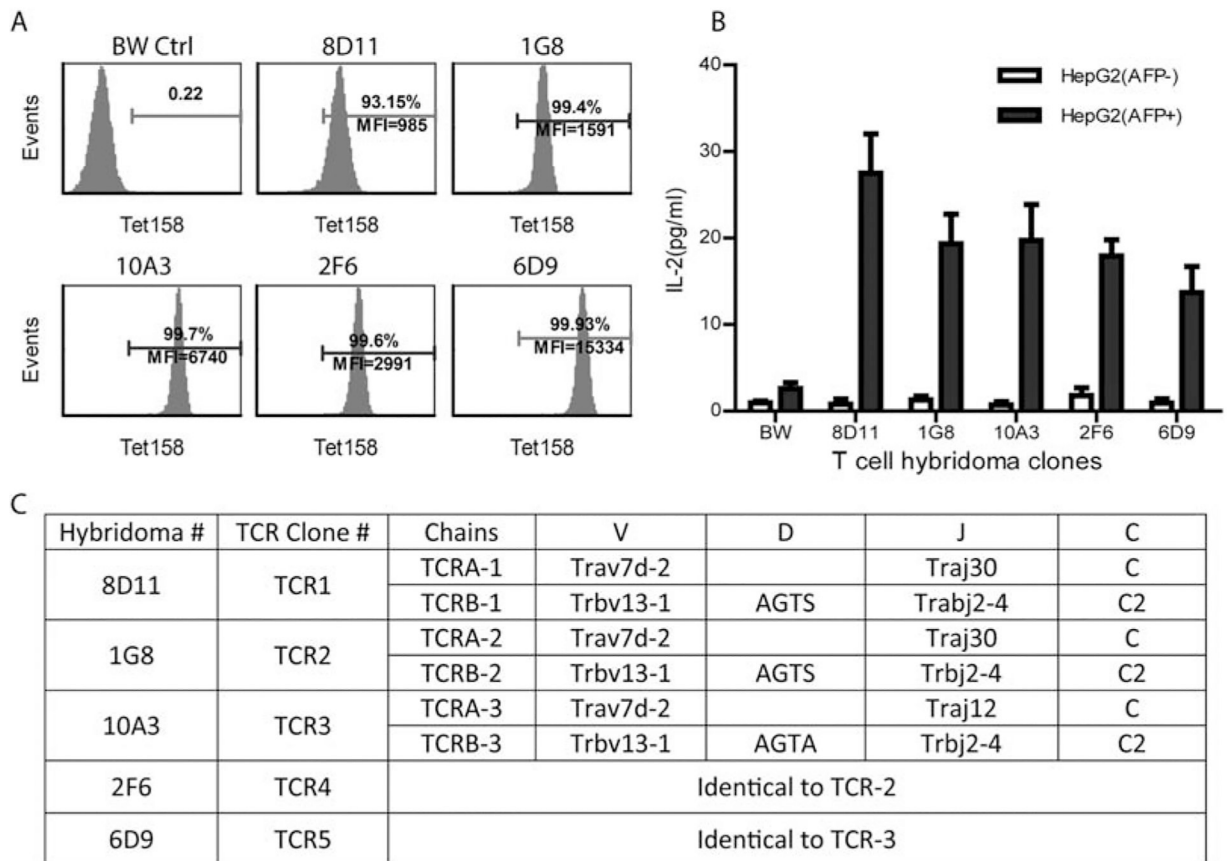 A
BW Ctrl 8D11 1G8
0.22
93.15%
MFI=985
99.4%
MFI=1591
Events
Tet158 Tet158 Tet158
10A3 2F6 6D9
99.7%
MFI=6740
99.6%
MFI=2991
99.93%
MFI=15334
Events
Tet158 Tet158 Tet158
B
HepG2(AFP-)
HepG2(AFP+)
IL-2(pg/ml)
40
30
20
10
0
BW 8D11 1G8 10A3 2F6 6D9
T cell hybridoma clones
C
Hybridoma # TCR Clone # Chains V D J C
8D11 TCR1
TCRA-1 Trav7d-2 Traj30 C
TCRB-1 Trbv13-1 AGTS Trabj2-4 C2
1G8 TCR2
TCRA-2 Trav7d-2 Traj30 C
TCRB-2 Trbv13-1 AGTS Trbj2-4 C2
10A3 TCR3
TCRA-3 Trav7d-2 Traj12 C
TCRB-3 Trbv13-1 AGTA Trbj2-4 C2
2F6 TCR4 Identical to TCR-2
6D9 TCR5 Identical to TCR-3